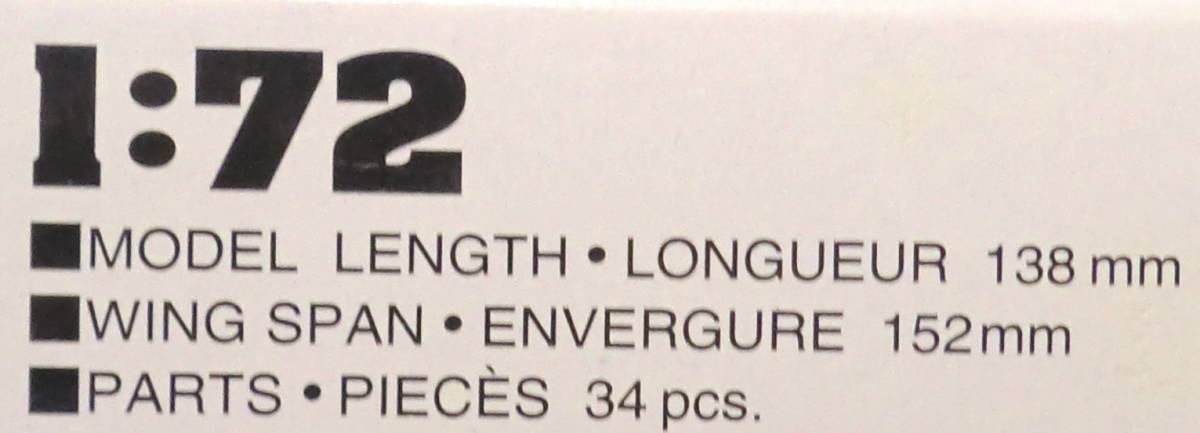 1:72
■MODEL LENGTH • LONGUEUR 138 mm
■WING SPAN • ENVERGURE 152mm
■PARTS • PIECÈS 34 pcs.